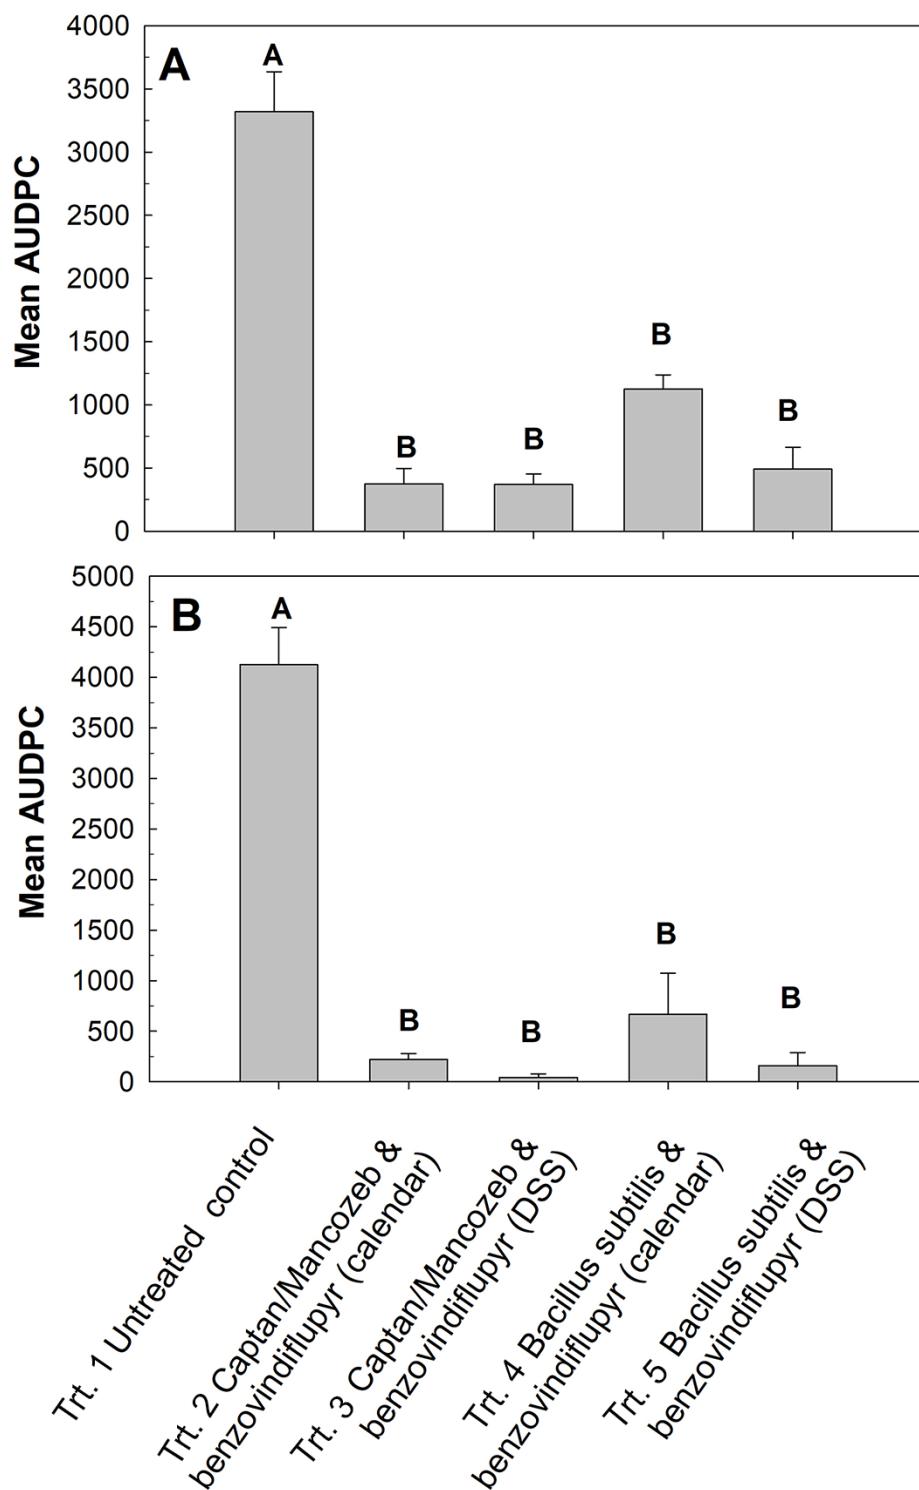 4000
3500
3000
2500
2000
1500
1000
500
0
Mean AUDPC
A
A
B
B
B
B
5000
4500
4000
3500
3000
2500
2000
1500
1000
500
0
Mean AUDPC
B
A
B
B
B
B
Trt. 1 Untreated control
Trt. 2 Captan/Mancozeb &
benzovindiflupyr (calendar)
Trt. 3 Captan/Mancozeb &
benzovindiflupyr (DSS)
Trt. 4 Bacillus subtilis &
benzovindiflupyr (calendar)
Trt. 5 Bacillus subtilis &
benzovindiflupyr (DSS)